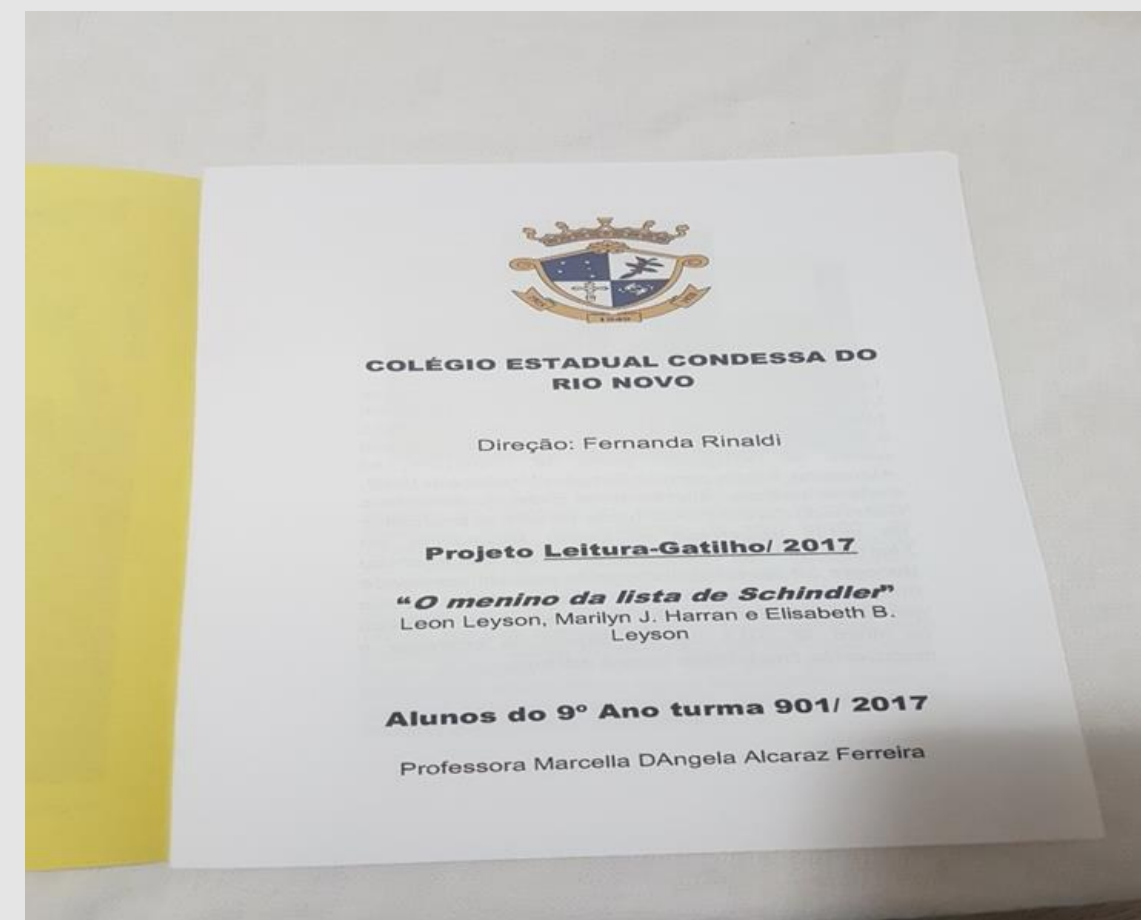 1949
COLÉGIO ESTADUAL CONDESSA DO
RIO NOVO
Direção: Fernanda Rinaldi
Projeto Leitura-Gatilho/ 2017
“O menino da lista de Schindler”
Leon Leyson, Marilyn J. Harran e Elisabeth B.
Leyson
Alunos do 9º Ano turma 901/ 2017
Professora Marcella DAngela Alcaraz Ferreira